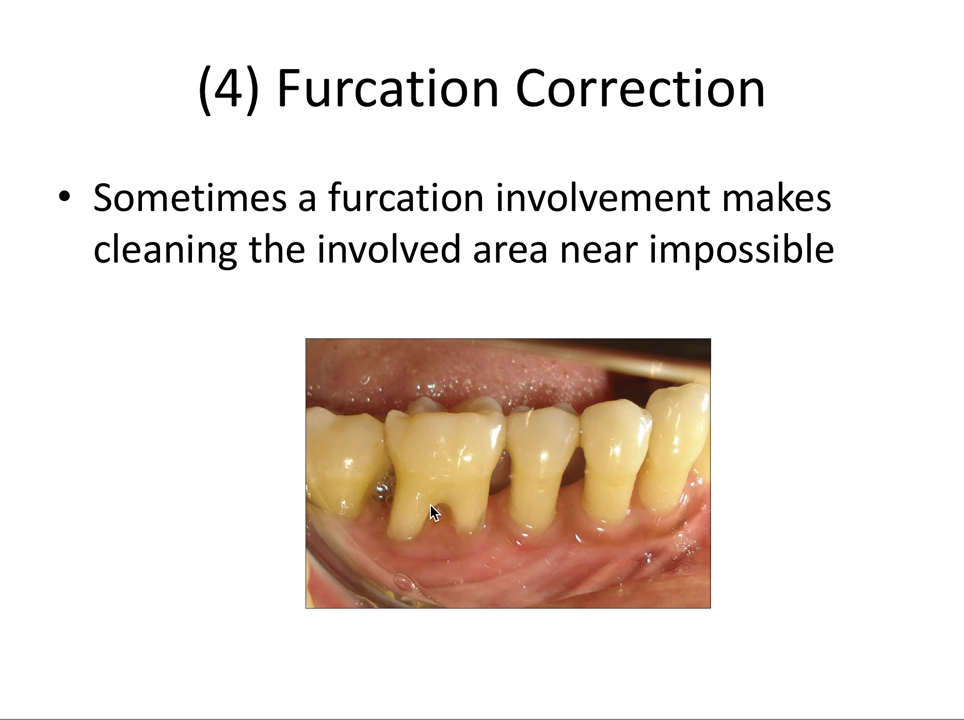 (4) Furcation Correction
• Sometimes a furcation involvement makes
cleaning the involved area near impossible